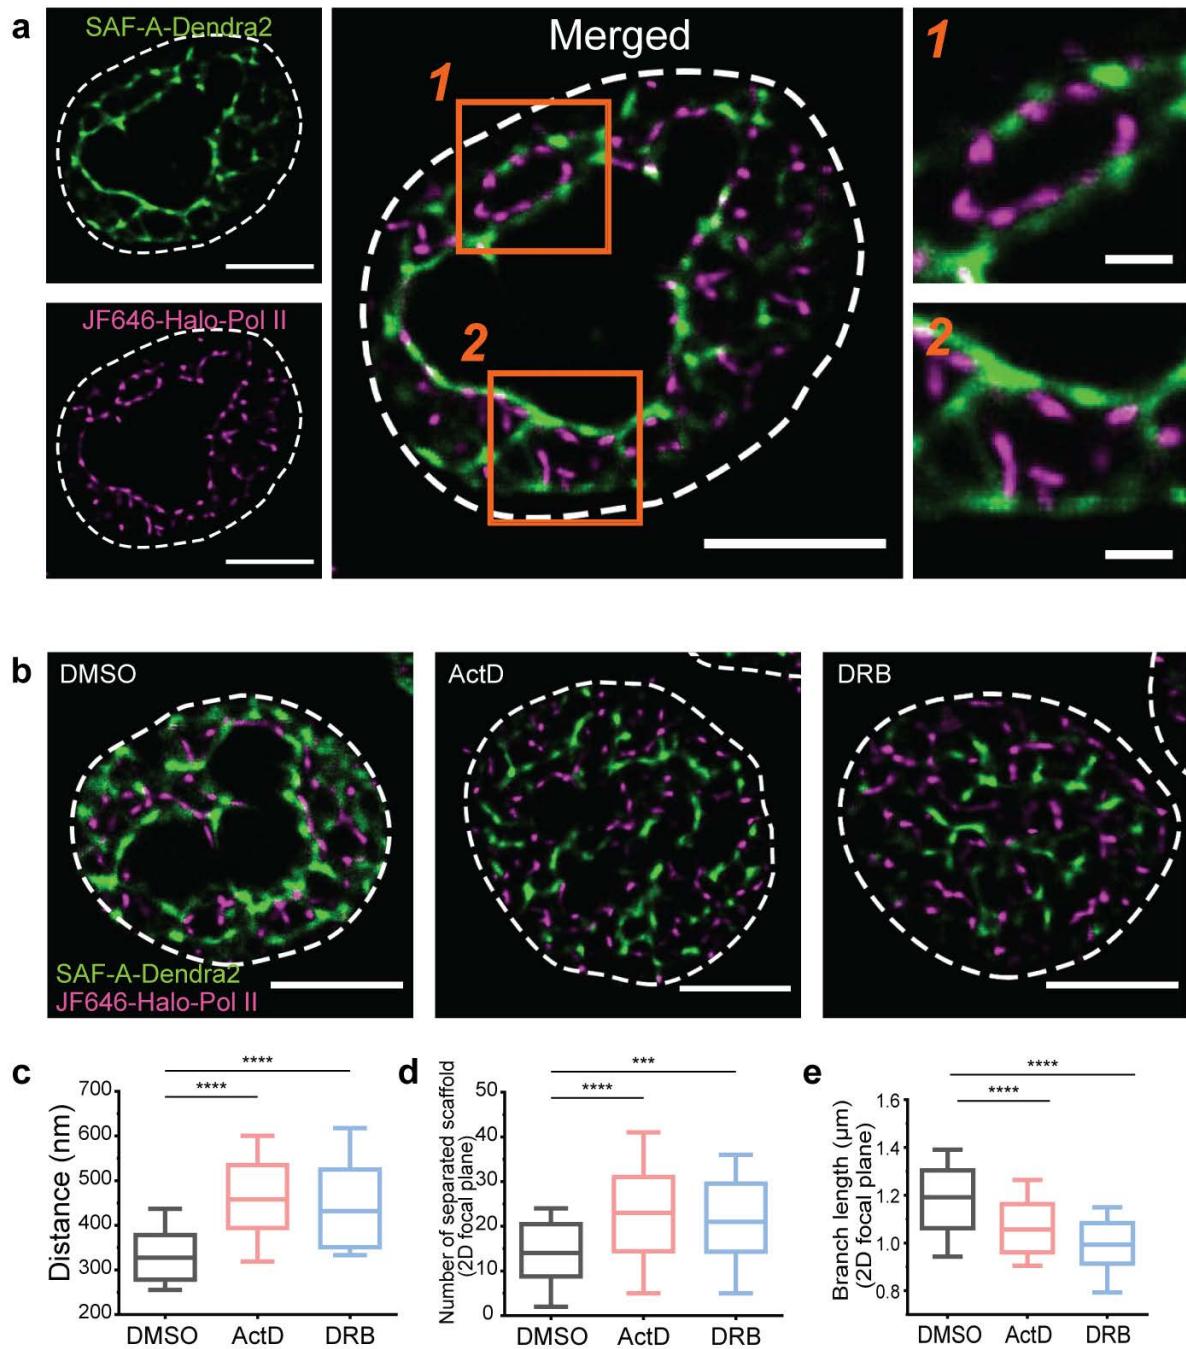 a
SAF-A-Dendra2
JF646-Halo-Pol II
Merged
1
2
1
2
b
DMSO
SAF-A-Dendra2
JF646-Halo-Pol II
ActD
DRB
c
****
****
Distance (nm)
700
600
500
400
300
200
DMSO ActD DRB
d
***
****
Number of separated scaffold
(2D focal plane)
50
40
30
20
10
0
DMSO ActD DRB
e
****
****
Branch length (µm)
(2D focal plane)
1.6
1.4
1.2
1.0
0.8
DMSO ActD DRB